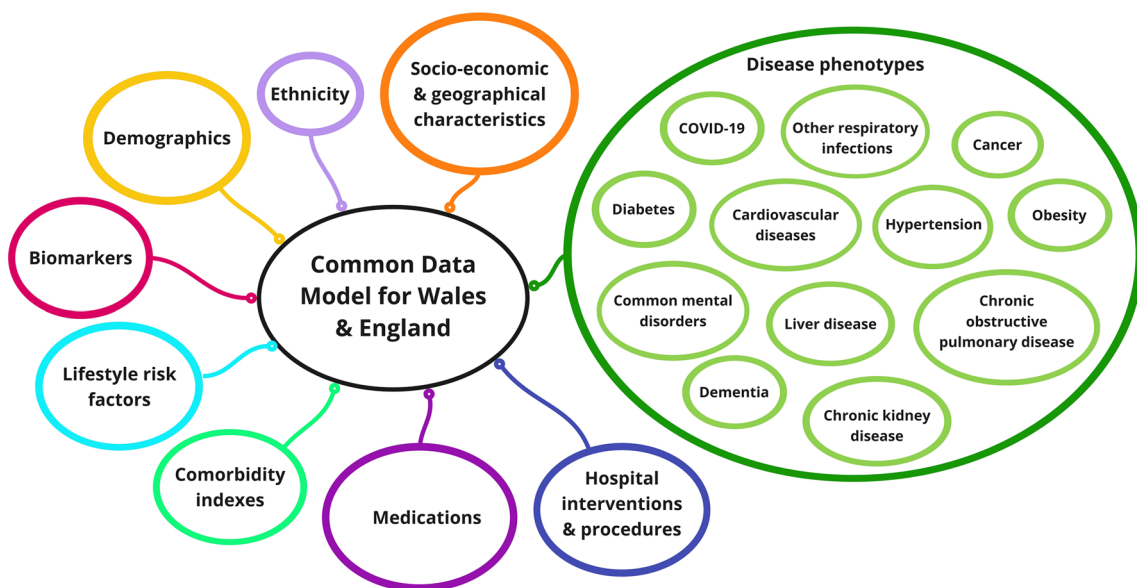 Socio-economic
& geographical
characteristics
Ethnicity
Demographics
Biomarkers
Lifestyle risk
factors
Comorbidity
indexes
Medications
Hospital
interventions
& procedures
Common Data
Model for Wales
& England
Disease phenotypes
COVID-19
Other respiratory
infections
Cancer
Diabetes
Cardiovascular
diseases
Hypertension
Obesity
Common mental
disorders
Liver disease
Chronic
obstructive
pulmonary disease
Dementia
Chronic kidney
disease